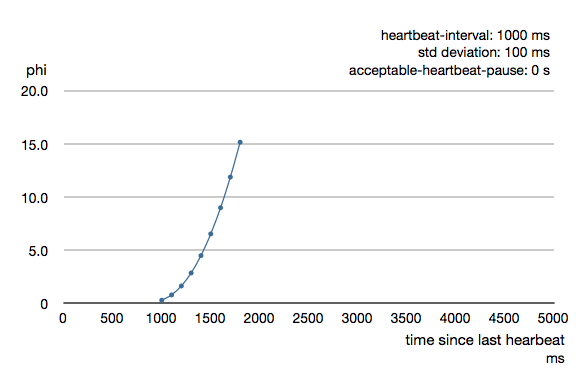 heartbeat-interval: 1000 ms
std deviation: 100 ms
acceptable-heartbeat-pause: 0 s
phi
20.0
15.0
10.0
5.0
0
0 500 1000 1500 2000 2500 3000 3500 4000 4500 5000
time since last hearbeat
ms